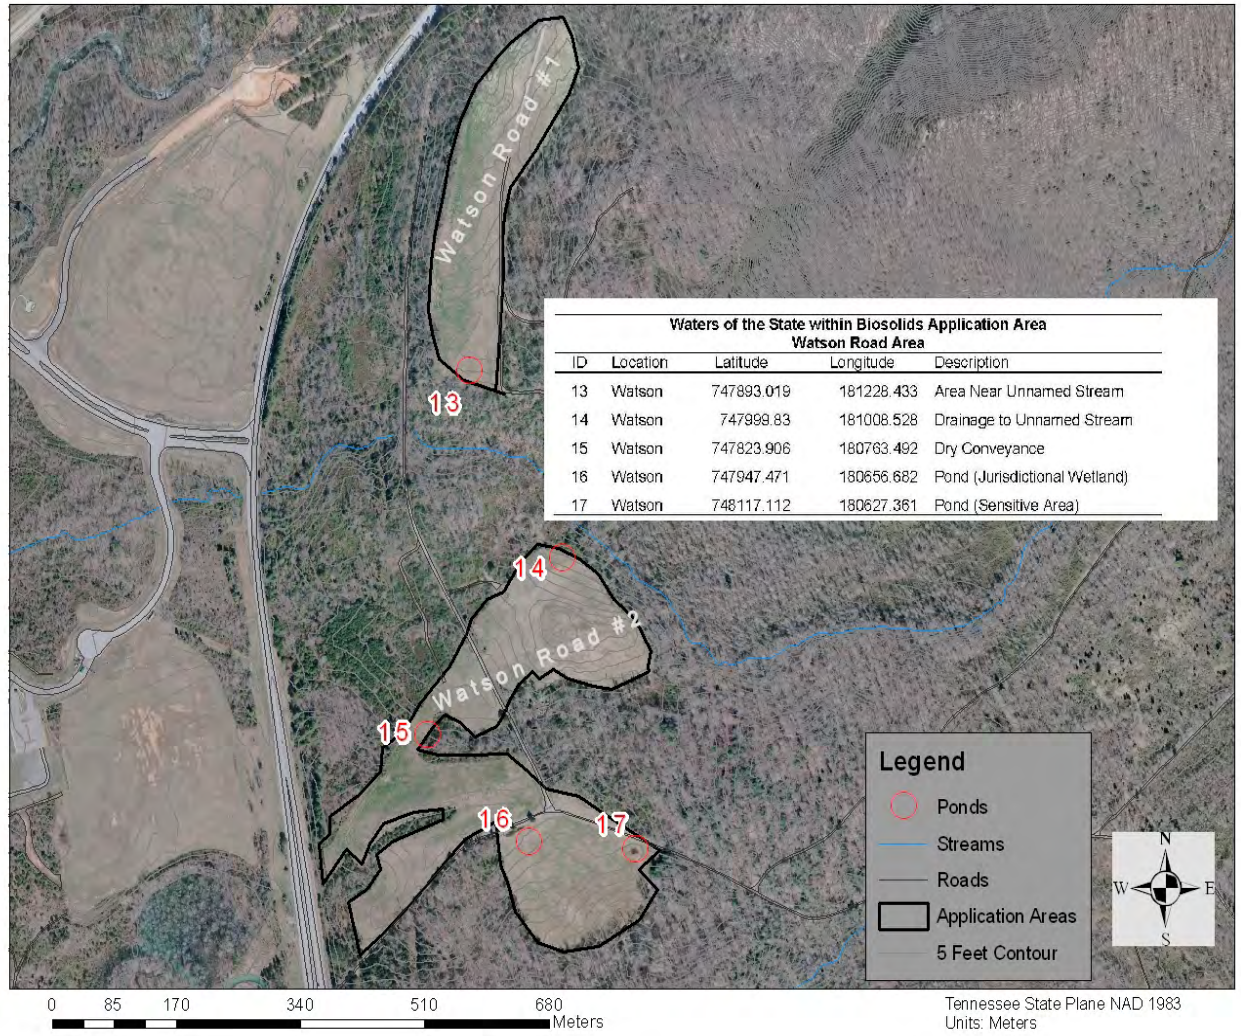 Watson Road #1
13
Waters of the State within Biosolids Application Area
Watson Road Area
ID Location Latitude Longitude Description
13 Watson 747893.019 181228.433 Area Near Unnamed Stream
14 Watson 747999.83 181008.528 Drainage to Unnamed Stream
15 Watson 747823.906 180763.492 Dry Conveyance
16 Watson 747947.471 180656.682 Pond (Jurisdictional Wetland)
17 Watson 748117.112 180627.361 Pond (Sensitive Area)
14
Watson Road #2
15
16
17
Legend
Ponds
Streams
Roads
Application Areas
5 Feet Contour
N
W E
S
0 85 170 340 510 680
Meters
Tennessee State Plane NAD 1983
Units: Meters